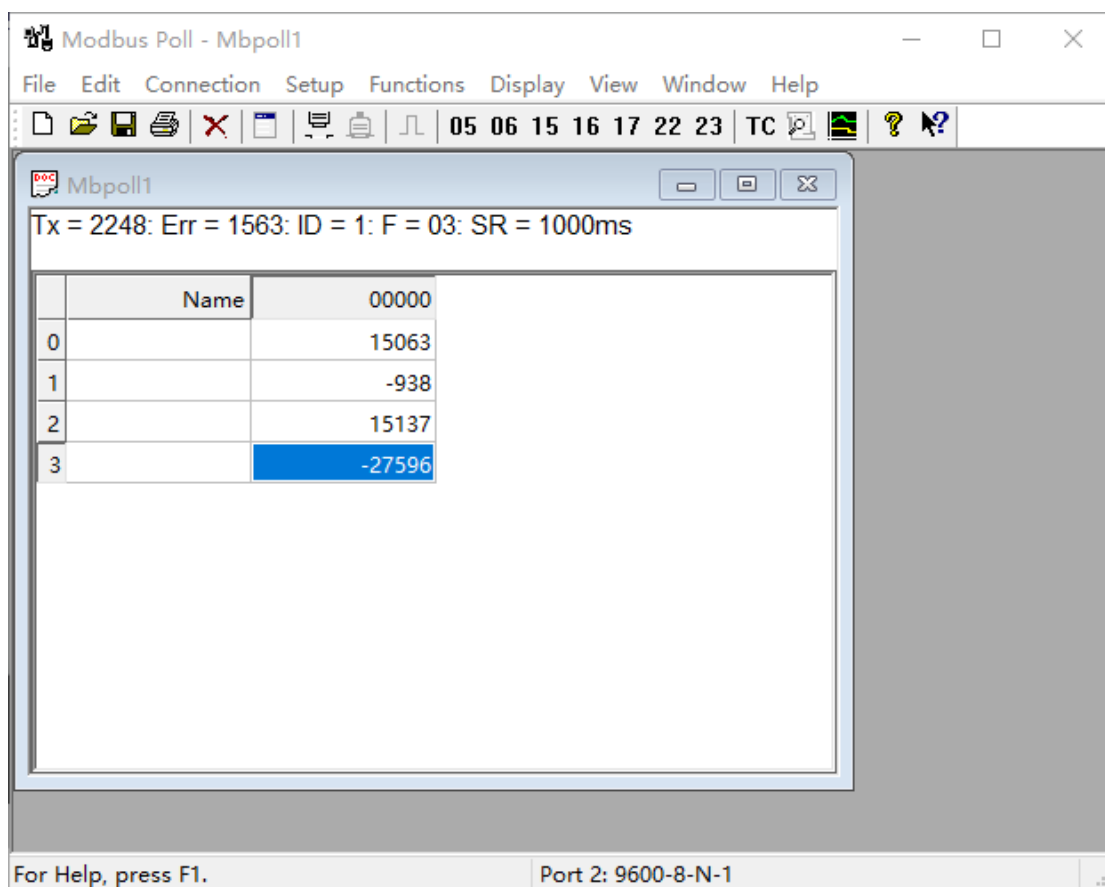 Modbus Poll - Mbpoll1
File Edit Connection Setup Functions Display View Window Help
05 06 15 16 17 22 23 TC
Mbpoll1
Tx = 2248: Err = 1563: ID = 1: F = 03: SR = 1000ms
Name 00000
0 15063
1 -938
2 15137
3 -27596
For Help, press F1. Port 2: 9600-8-N-1